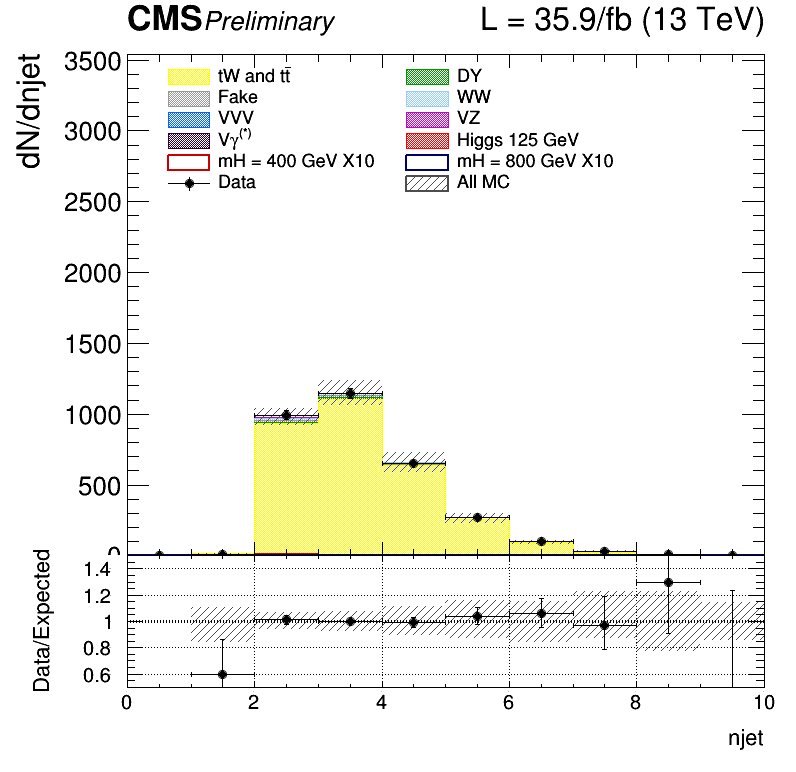 CMS Preliminary L = 35.9/fb (13 TeV)
dN/dnjet
3500
3000
2500
2000
1500
1000
500
0
tW and tt̄ DY
Fake WW
VVV VZ
Vγ(*) Higgs 125 GeV
mH = 400 GeV X10 mH = 800 GeV X10
Data All MC
Data/Expected
1.4
1.2
1
0.8
0.6
0 2 4 6 8 10
njet